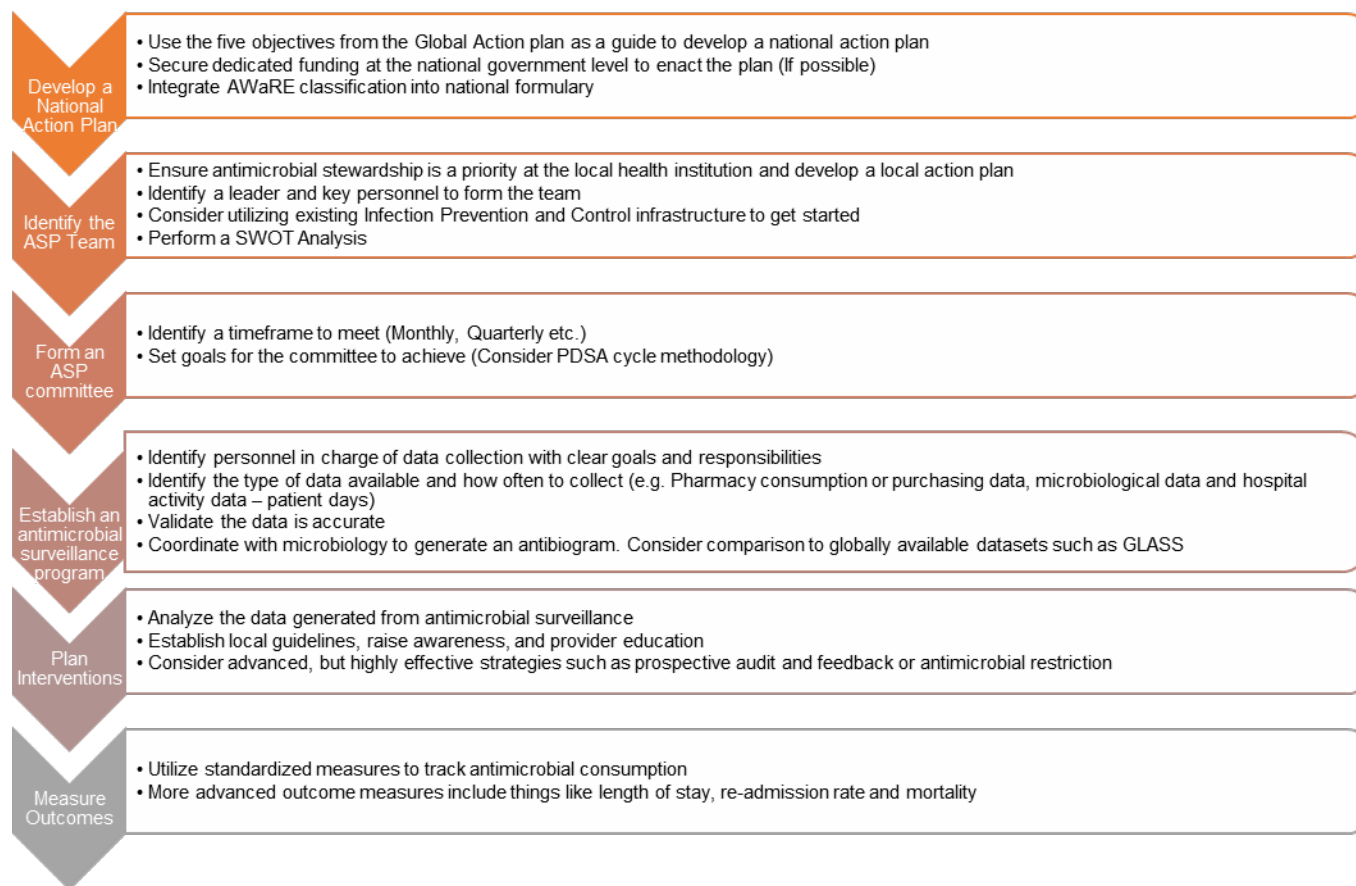 Develop a
National
Action Plan
• Use the five objectives from the Global Action plan as a guide to develop a national action plan
• Secure dedicated funding at the national government level to enact the plan (If possible)
• Integrate AWaRE classification into national formulary
Identify the
ASP Team
• Ensure antimicrobial stewardship is a priority at the local health institution and develop a local action plan
• Identify a leader and key personnel to form the team
• Consider utilizing existing Infection Prevention and Control infrastructure to get started
• Perform a SWOT Analysis
Form an
ASP
committee
• Identify a timeframe to meet (Monthly, Quarterly etc.)
• Set goals for the committee to achieve (Consider PDSA cycle methodology)
Establish an
antimicrobial
surveillance
program
• Identify personnel in charge of data collection with clear goals and responsibilities
• Identify the type of data available and how often to collect (e.g. Pharmacy consumption or purchasing data, microbiological data and hospital
activity data – patient days)
• Validate the data is accurate
• Coordinate with microbiology to generate an antibiogram. Consider comparison to globally available datasets such as GLASS
Plan
Interventions
• Analyze the data generated from antimicrobial surveillance
• Establish local guidelines, raise awareness, and provider education
• Consider advanced, but highly effective strategies such as prospective audit and feedback or antimicrobial restriction
Measure
Outcomes
• Utilize standardized measures to track antimicrobial consumption
• More advanced outcome measures include things like length of stay, re-admission rate and mortality